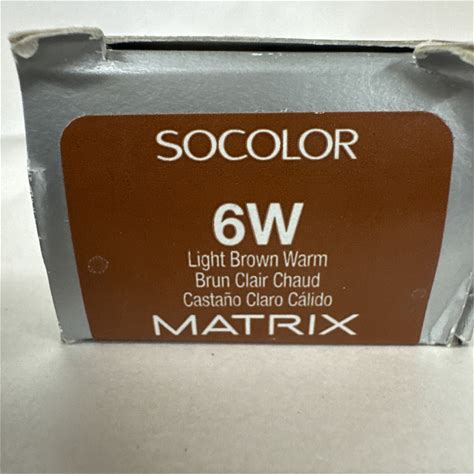 SOCOLOR
6W
Light Brown Warm
Brun Clair Chaud
Castaño Claro Cálido
MATRIX